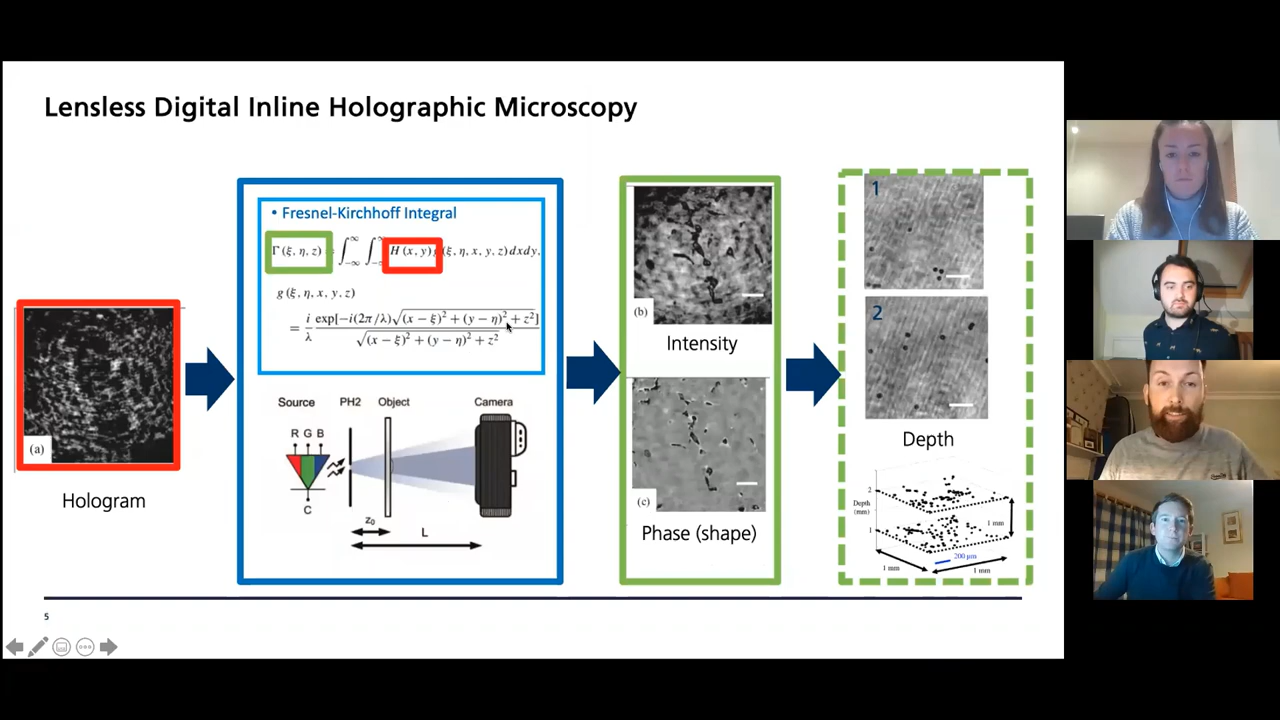 Lensless Digital Inline Holographic Microscopy
(a)
Hologram
• Fresnel-Kirchhoff Integral
Γ(ξ, η, z) = ∫−∞^∞ ∫−∞^∞ H(x, y) (ξ, η, x, y, z)dxdy,
g(ξ, η, x, y, z)
= i/λ exp[−i(2π/λ)√(x − ξ)² + (y − η)² + z²] / √(x − ξ)² + (y − η)² + z²
Source PH2 Object Camera
R G B
C
z₀
L
(b)
Intensity
(c)
Phase (shape)
1
2
Depth
2
Depth
(mm)
1
1 mm
200 μm
1 mm
1 mm
5